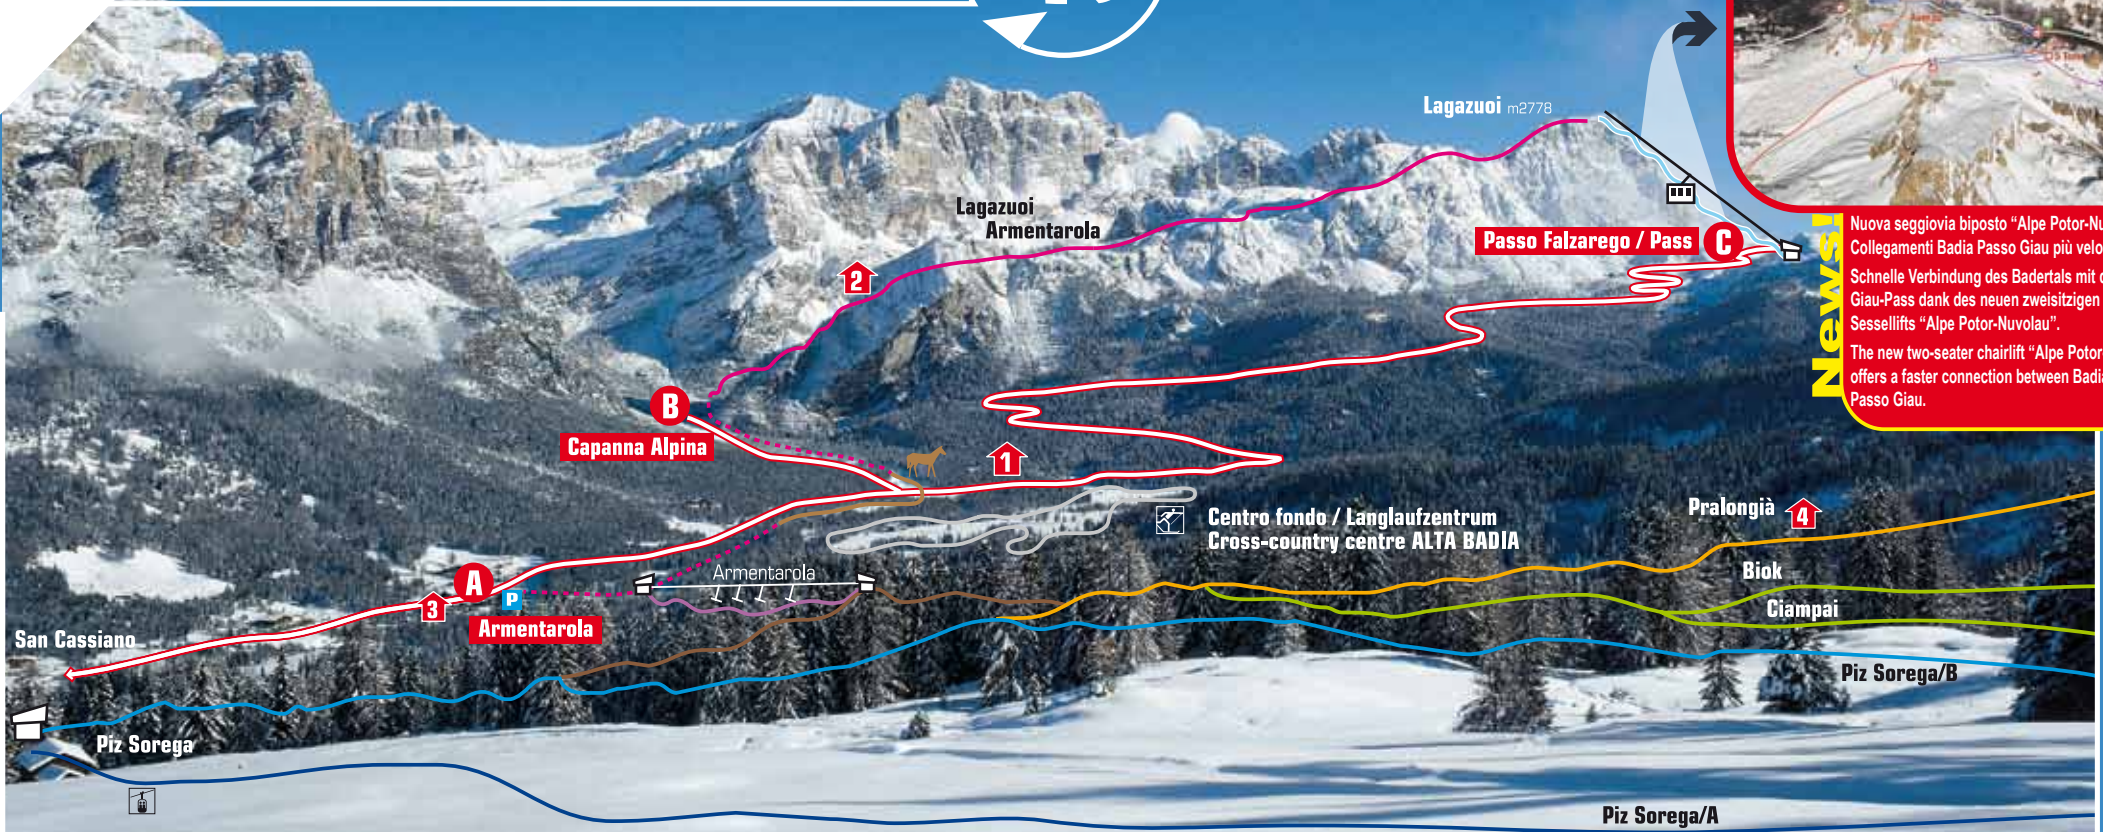 Lagazuoi m2778
Lagazuoi
Armentarola
2
Passo Falzarego / Pass
C
News!
Nuova seggiovia biposto “Alpe Potor-Nu
Collegamenti Badia Passo Giau più velo
Schnelle Verbindung des Badertals mit d
Giau-Pass dank des neuen zweisitzigen
Sessellifts “Alpe Potor-Nuvolau”.
The new two-seater chairlift “Alpe Potor-
offers a faster connection between Badia
Passo Giau.
B
Capanna Alpina
1
Centro fondo / Langlaufzentrum
Cross-country centre ALTA BADIA
Pralongià
4
Armentarola
Biok
A
P
3
Ciampai
Armentarola
San Cassiano
Piz Sorega/B
Piz Sorega
Piz Sorega/A